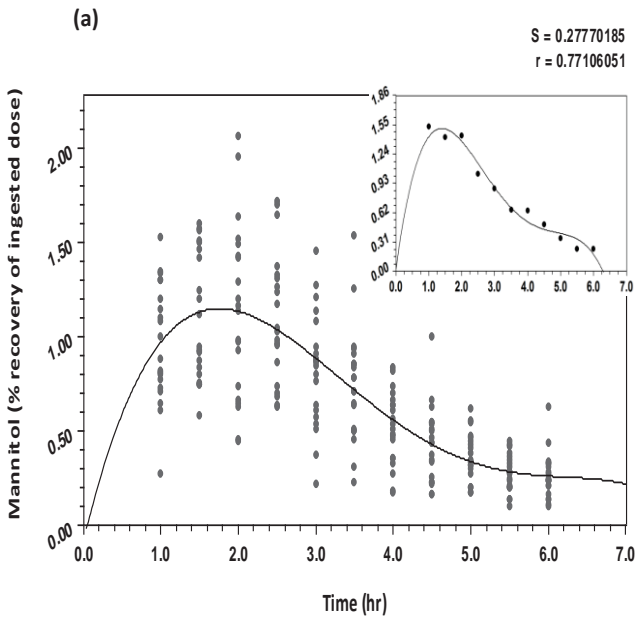 (a)
S = 0.27770185
r = 0.77106051
Mannitol (% recovery of ingested dose)
2.00
1.50
1.00
0.50
0.00
0.0 1.0 2.0 3.0 4.0 5.0 6.0 7.0
Time (hr)
1.86
1.55
1.24
0.93
0.62
0.31
0.00
0.0 1.0 2.0 3.0 4.0 5.0 6.0 7.0